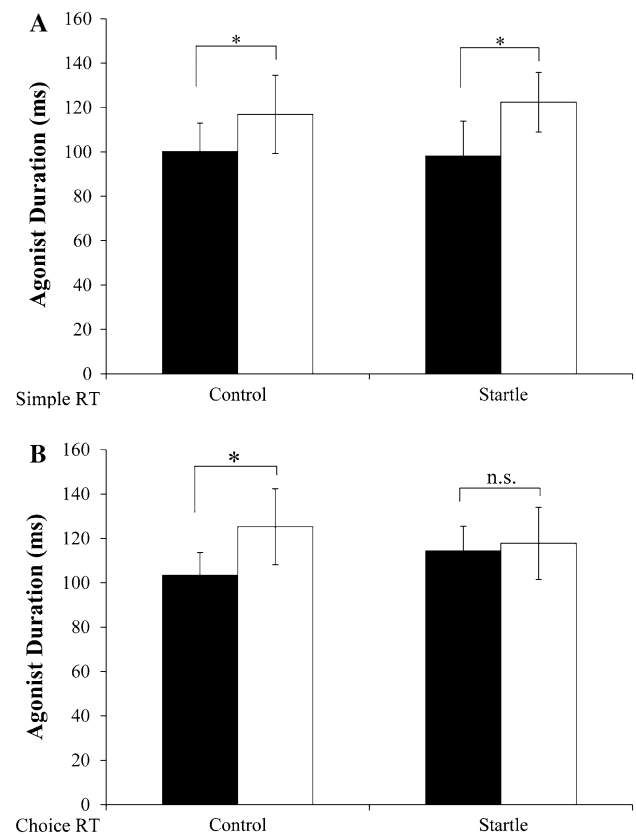 A
Agonist Duration (ms)
160
140
120
100
80
60
40
20
0
*
*
Simple RT
Control
Startle
B
Agonist Duration (ms)
160
140
120
100
80
60
40
20
0
*
n.s.
Choice RT
Control
Startle